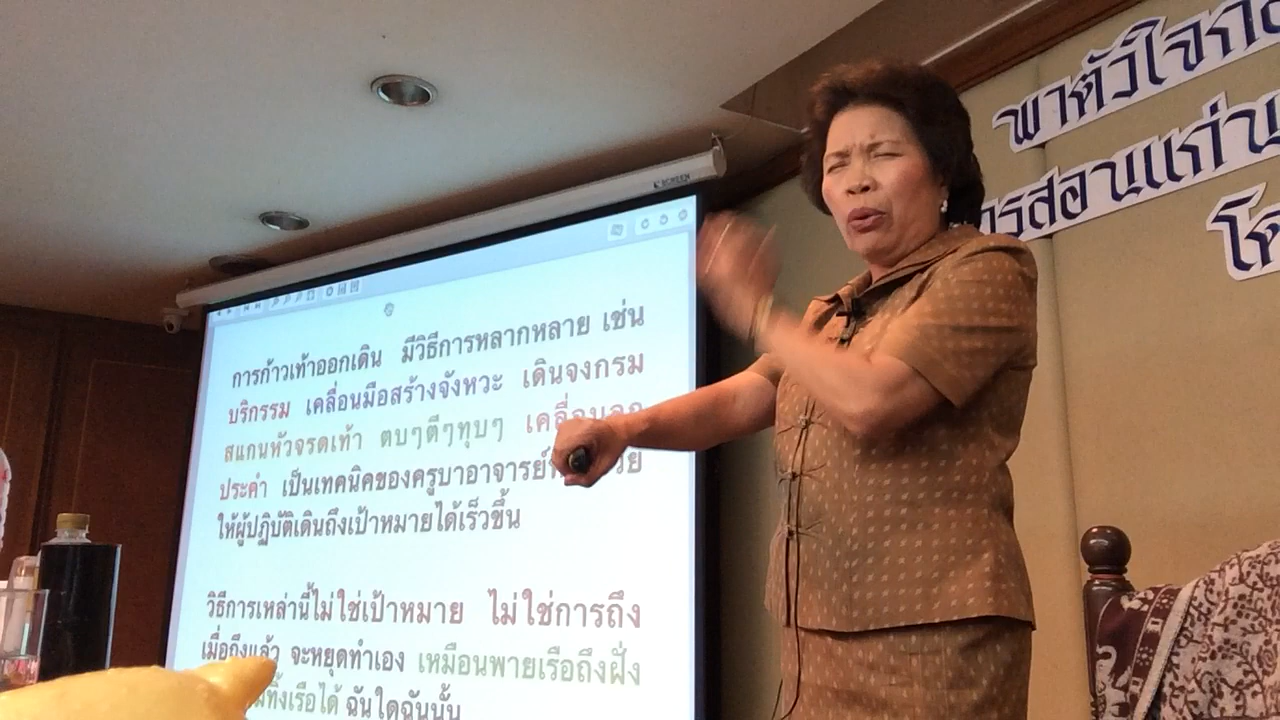 พาตัวใจกลั
การสอนแก่น
โด
SCREEN
การก้าวเท้าออกเดิน มีวิธีการหลากหลาย เช่น
บริกรรม เคลื่อนมือสร้างจังหวะ เดินจงกรม
สแกนหัวจรดเท้า ตบๆตีๆทุบๆ เคลื่อนลูก
ประคำ เป็นเทคนิคของครูบาอาจารย์
ให้ผู้ปฏิบัติเดินถึงเป้าหมายได้เร็วขึ้น
วิธีการเหล่านี้ไม่ใช่เป้าหมาย ไม่ใช่การถึง
เมื่อถึงแล้ว จะหยุดทำเอง เหมือนพายเรือถึงฝั่ง
ทิ้งเรือได้ ฉันใดฉันนั้น